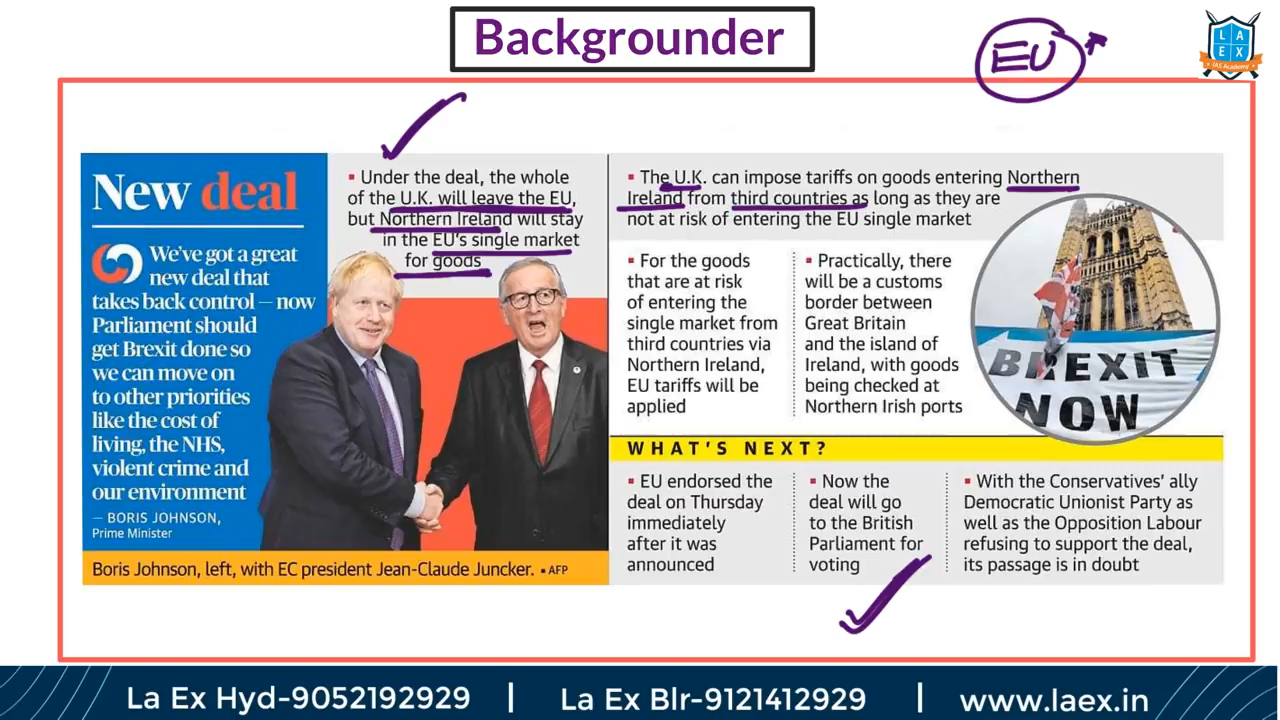 Backgrounder
EU
L A
E X
IAS Academy
New deal
We've got a great
new deal that
takes back control — now
Parliament should
get Brexit done so
we can move on
to other priorities
like the cost of
living, the NHS,
violent crime and
our environment
— BORIS JOHNSON,
Prime Minister
▪ Under the deal, the whole
of the U.K. will leave the EU,
but Northern Ireland will stay
in the EU's single market
for goods
Boris Johnson, left, with EC president Jean-Claude Juncker. ▪ AFP
▪ The U.K. can impose tariffs on goods entering Northern
Ireland from third countries as long as they are
not at risk of entering the EU single market
▪ For the goods
that are at risk
of entering the
single market from
third countries via
Northern Ireland,
EU tariffs will be
applied
▪ Practically, there
will be a customs
border between
Great Britain
and the island of
Ireland, with goods
being checked at
Northern Irish ports
BREXIT
NOW
WHAT'S NEXT?
▪ EU endorsed the
deal on Thursday
immediately
after it was
announced
▪ Now the
deal will go
to the British
Parliament for
voting
▪ With the Conservatives' ally
Democratic Unionist Party as
well as the Opposition Labour
refusing to support the deal,
its passage is in doubt
La Ex Hyd-9052192929 | La Ex Blr-9121412929 | www.laex.in